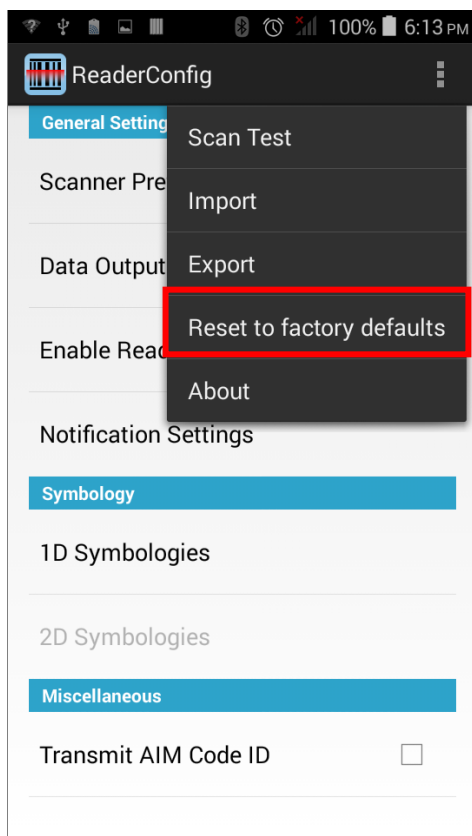 100% 6:13 PM
ReaderConfig
General Setting
Scan Test
Scanner Pre
Import
Data Output
Export
Reset to factory defaults
Enable Read
About
Notification Settings
Symbology
1D Symbologies
2D Symbologies
Miscellaneous
Transmit AIM Code ID